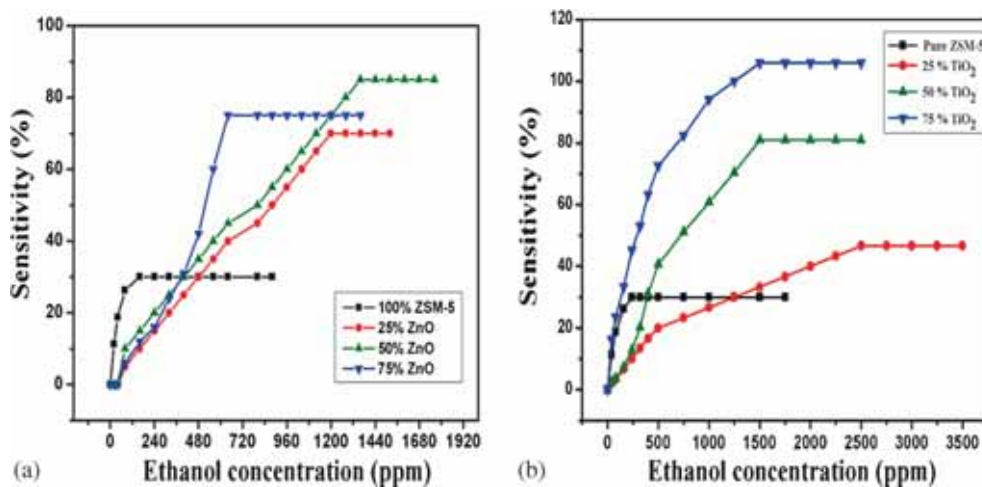 100
80
60
40
20
0
Sensitivity (%)
100% ZSM-5
25% ZnO
50% ZnO
75% ZnO
0 240 480 720 960 1200 1440 1680 1920
(a) Ethanol concentration (ppm)
120
100
80
60
40
20
0
Sensitivity (%)
Pure ZSM-5
25 % TiO₂
50 % TiO₂
75 % TiO₂
0 500 1000 1500 2000 2500 3000 3500
(b) Ethanol concentration (ppm)